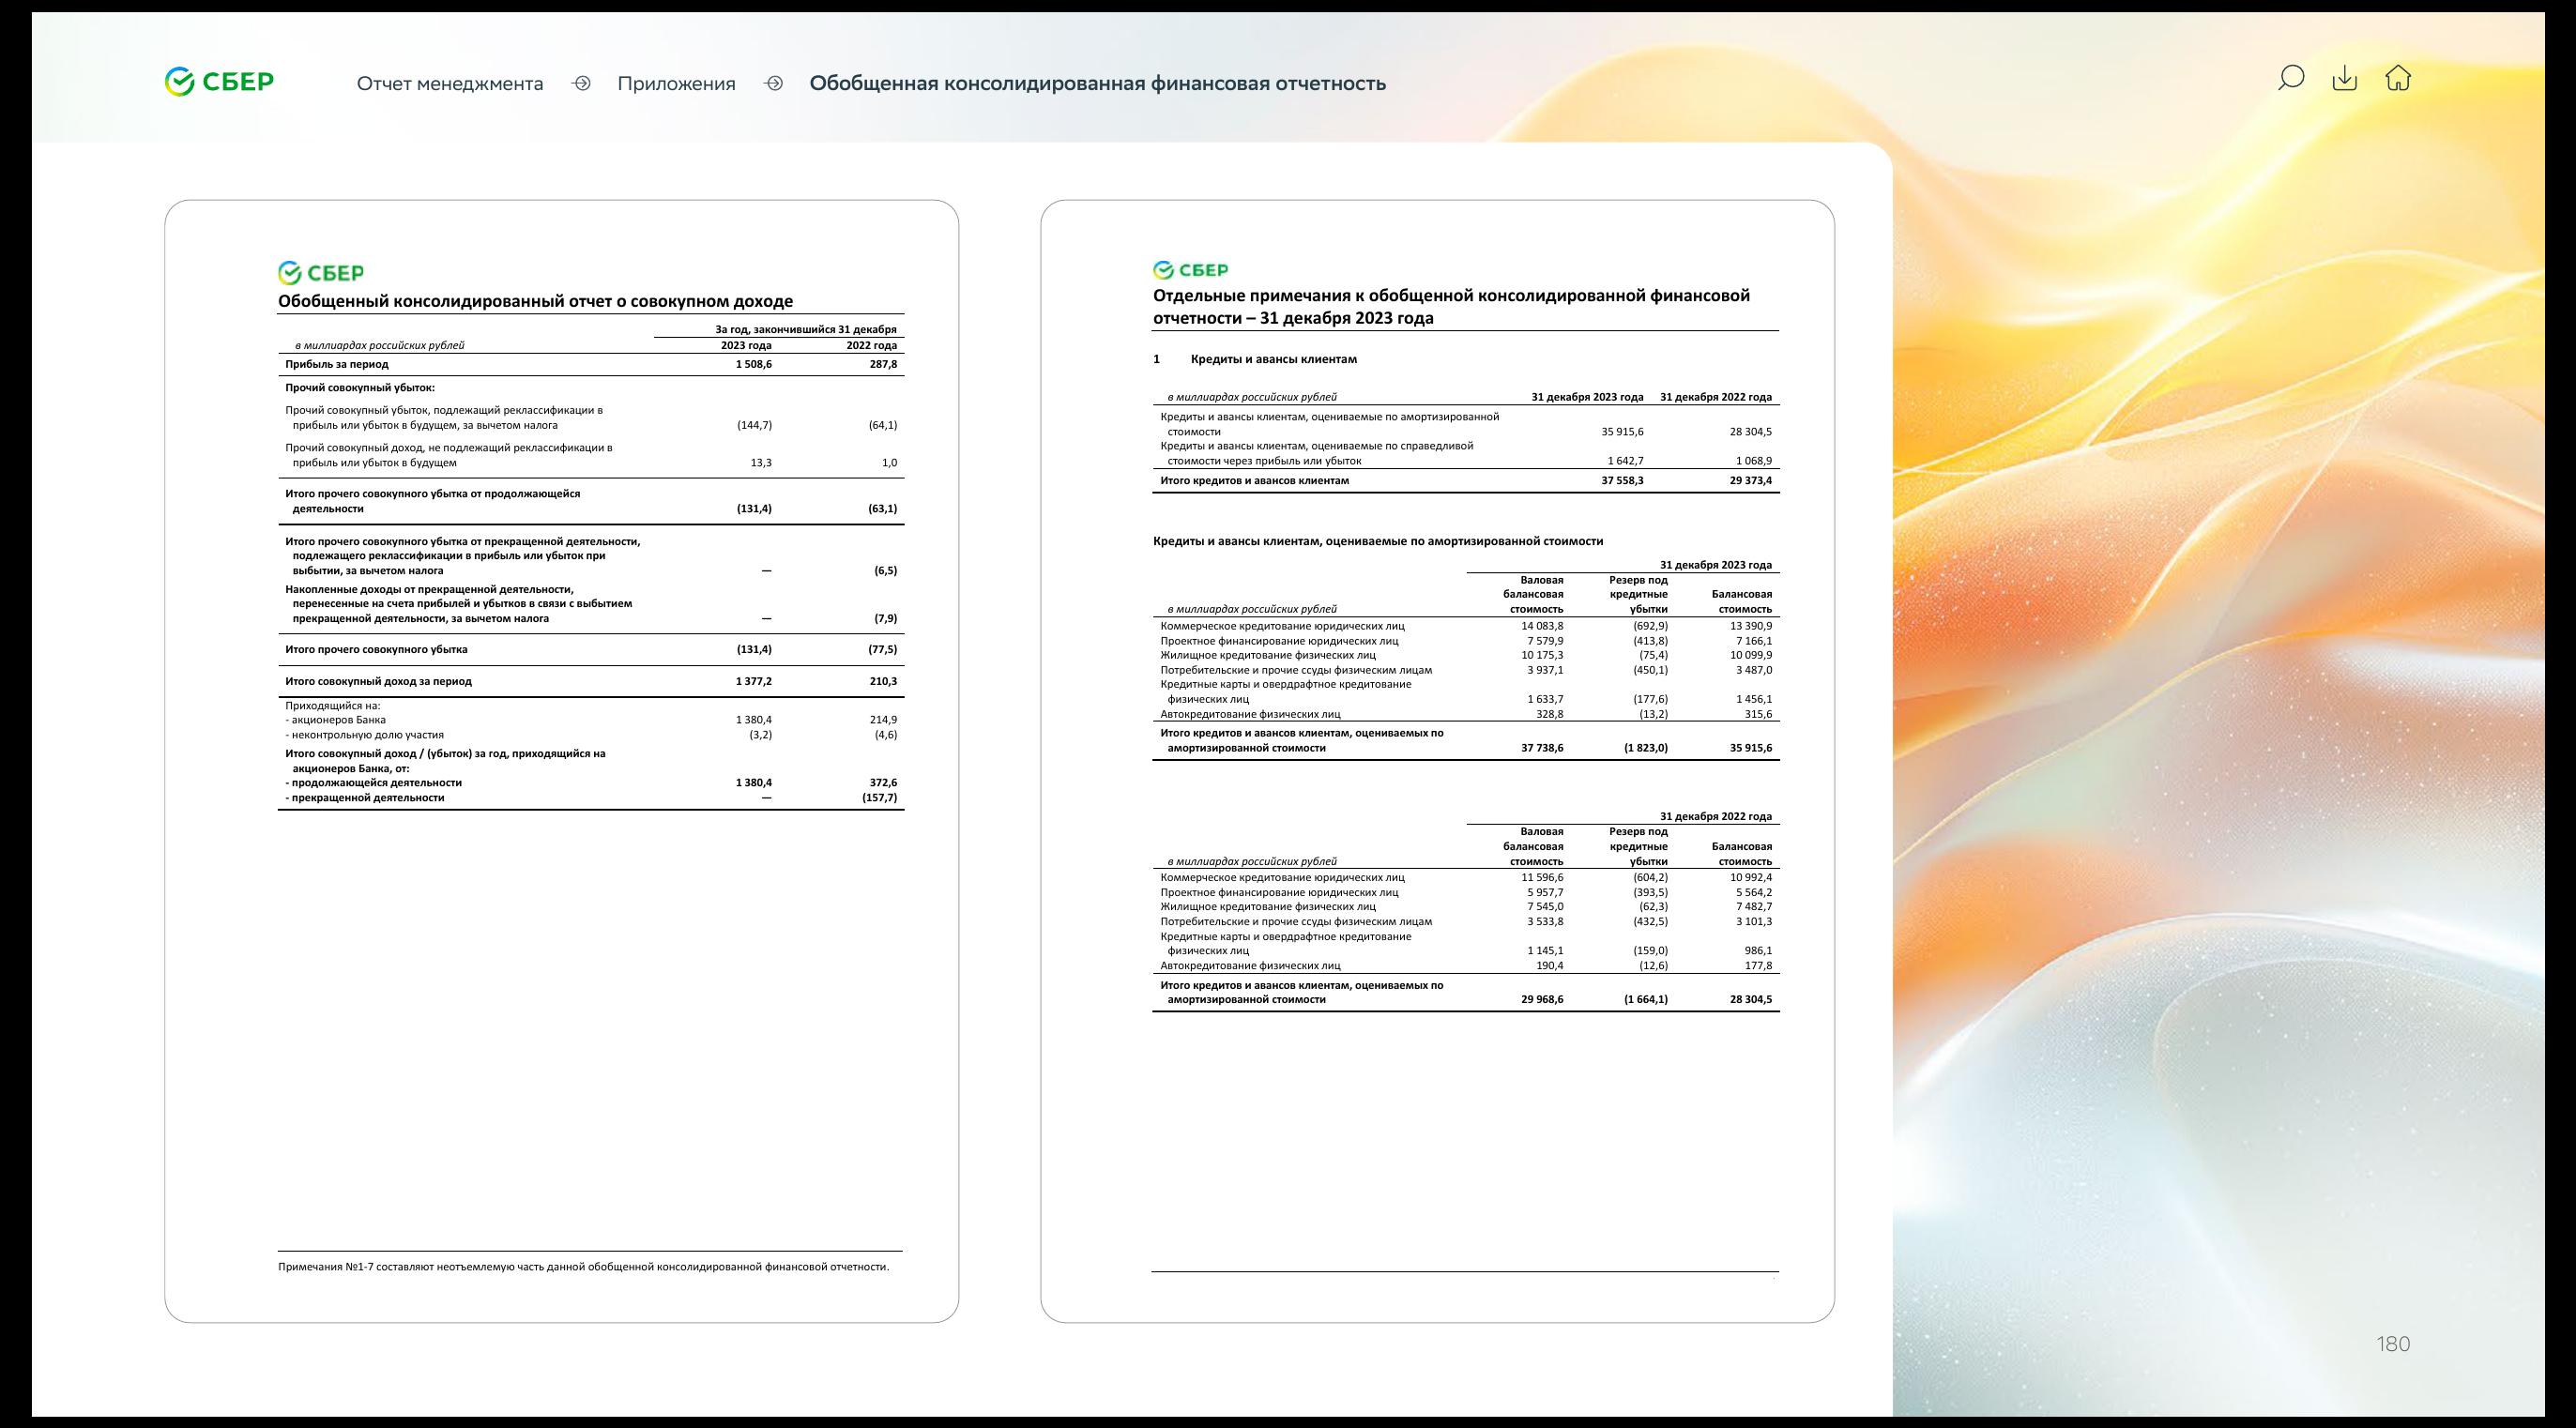 СБЕР
Отчет менеджмента
Приложения
Обобщенная консолидированная финансовая отчетность
СБЕР
Обобщенный консолидированный отчет о совокупном доходе
За год, закончившийся 31 декабря
в миллиардах российских рублей 2023 года 2022 года
Прибыль за период 1 508,6 287,8
Прочий совокупный убыток:
Прочий совокупный убыток, подлежащий реклассификации в
прибыль или убыток в будущем, за вычетом налога (144,7) (64,1)
Прочий совокупный доход, не подлежащий реклассификации в
прибыль или убыток в будущем 13,3 1,0
Итого прочего совокупного убытка от продолжающейся
деятельности (131,4) (63,1)
Итого прочего совокупного убытка от прекращенной деятельности,
подлежащего реклассификации в прибыль или убыток при
выбытии, за вычетом налога — (6,5)
Накопленные доходы от прекращенной деятельности,
перенесенные на счета прибылей и убытков в связи с выбытием
прекращенной деятельности, за вычетом налога — (7,9)
Итого прочего совокупного убытка (131,4) (77,5)
Итого совокупный доход за период 1 377,2 210,3
Приходящийся на:
- акционеров Банка 1 380,4 214,9
- неконтрольную долю участия (3,2) (4,6)
Итого совокупный доход / (убыток) за год, приходящийся на
акционеров Банка, от:
- продолжающейся деятельности 1 380,4 372,6
- прекращенной деятельности — (157,7)
Примечания №1-7 составляют неотъемлемую часть данной обобщенной консолидированной финансовой отчетности.
СБЕР
Отдельные примечания к обобщенной консолидированной финансовой
отчетности – 31 декабря 2023 года
1 Кредиты и авансы клиентам
в миллиардах российских рублей 31 декабря 2023 года 31 декабря 2022 года
Кредиты и авансы клиентам, оцениваемые по амортизированной
стоимости 35 915,6 28 304,5
Кредиты и авансы клиентам, оцениваемые по справедливой
стоимости через прибыль или убыток 1 642,7 1 068,9
Итого кредитов и авансов клиентам 37 558,3 29 373,4
Кредиты и авансы клиентам, оцениваемые по амортизированной стоимости
31 декабря 2023 года
Валовая Резерв под
балансовая кредитные Балансовая
в миллиардах российских рублей стоимость убытки стоимость
Коммерческое кредитование юридических лиц 14 083,8 (692,9) 13 390,9
Проектное финансирование юридических лиц 7 579,9 (413,8) 7 166,1
Жилищное кредитование физических лиц 10 175,3 (75,4) 10 099,9
Потребительские и прочие ссуды физическим лицам 3 937,1 (450,1) 3 487,0
Кредитные карты и овердрафтное кредитование
физических лиц 1 633,7 (177,6) 1 456,1
Автокредитование физических лиц 328,8 (13,2) 315,6
Итого кредитов и авансов клиентам, оцениваемых по
амортизированной стоимости 37 738,6 (1 823,0) 35 915,6
31 декабря 2022 года
Валовая Резерв под
балансовая кредитные Балансовая
в миллиардах российских рублей стоимость убытки стоимость
Коммерческое кредитование юридических лиц 11 596,6 (604,2) 10 992,4
Проектное финансирование юридических лиц 5 957,7 (393,5) 5 564,2
Жилищное кредитование физических лиц 7 545,0 (62,3) 7 482,7
Потребительские и прочие ссуды физическим лицам 3 533,8 (432,5) 3 101,3
Кредитные карты и овердрафтное кредитование
физических лиц 1 145,1 (159,0) 986,1
Автокредитование физических лиц 190,4 (12,6) 177,8
Итого кредитов и авансов клиентам, оцениваемых по
амортизированной стоимости 29 968,6 (1 664,1) 28 304,5
180